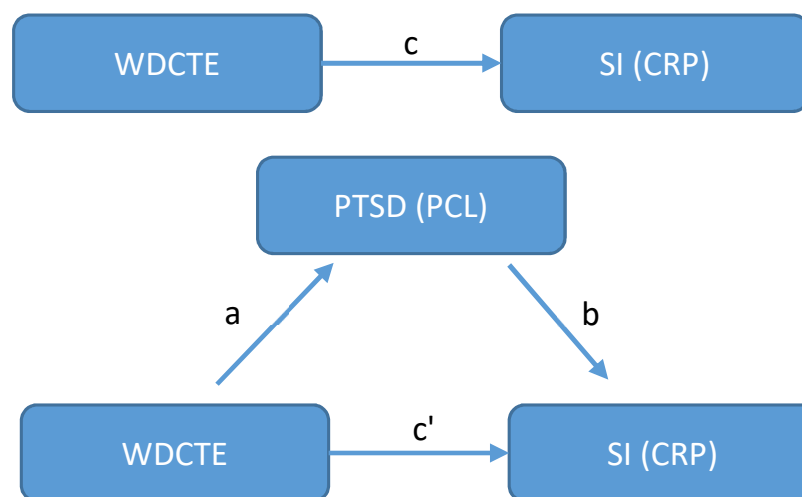 WDCTE
c
SI (CRP)
PTSD (PCL)
a
b
WDCTE
c'
SI (CRP)